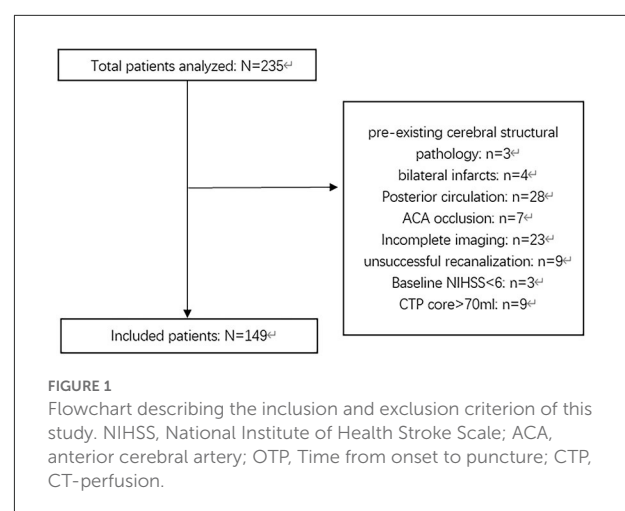 Total patients analyzed: N=235↵
pre-existing cerebral structural
pathology: n=3↵
bilateral infarcts: n=4↵
Posterior circulation: n=28↵
ACA occlusion: n=7↵
Incomplete imaging: n=23↵
unsuccessful recanalization: n=9↵
Baseline NIHSS<6: n=3↵
CTP core>70ml: n=9↵
Included patients: N=149↵
FIGURE 1
Flowchart describing the inclusion and exclusion criterion of this
study. NIHSS, National Institute of Health Stroke Scale; ACA,
anterior cerebral artery; OTP, Time from onset to puncture; CTP,
CT-perfusion.